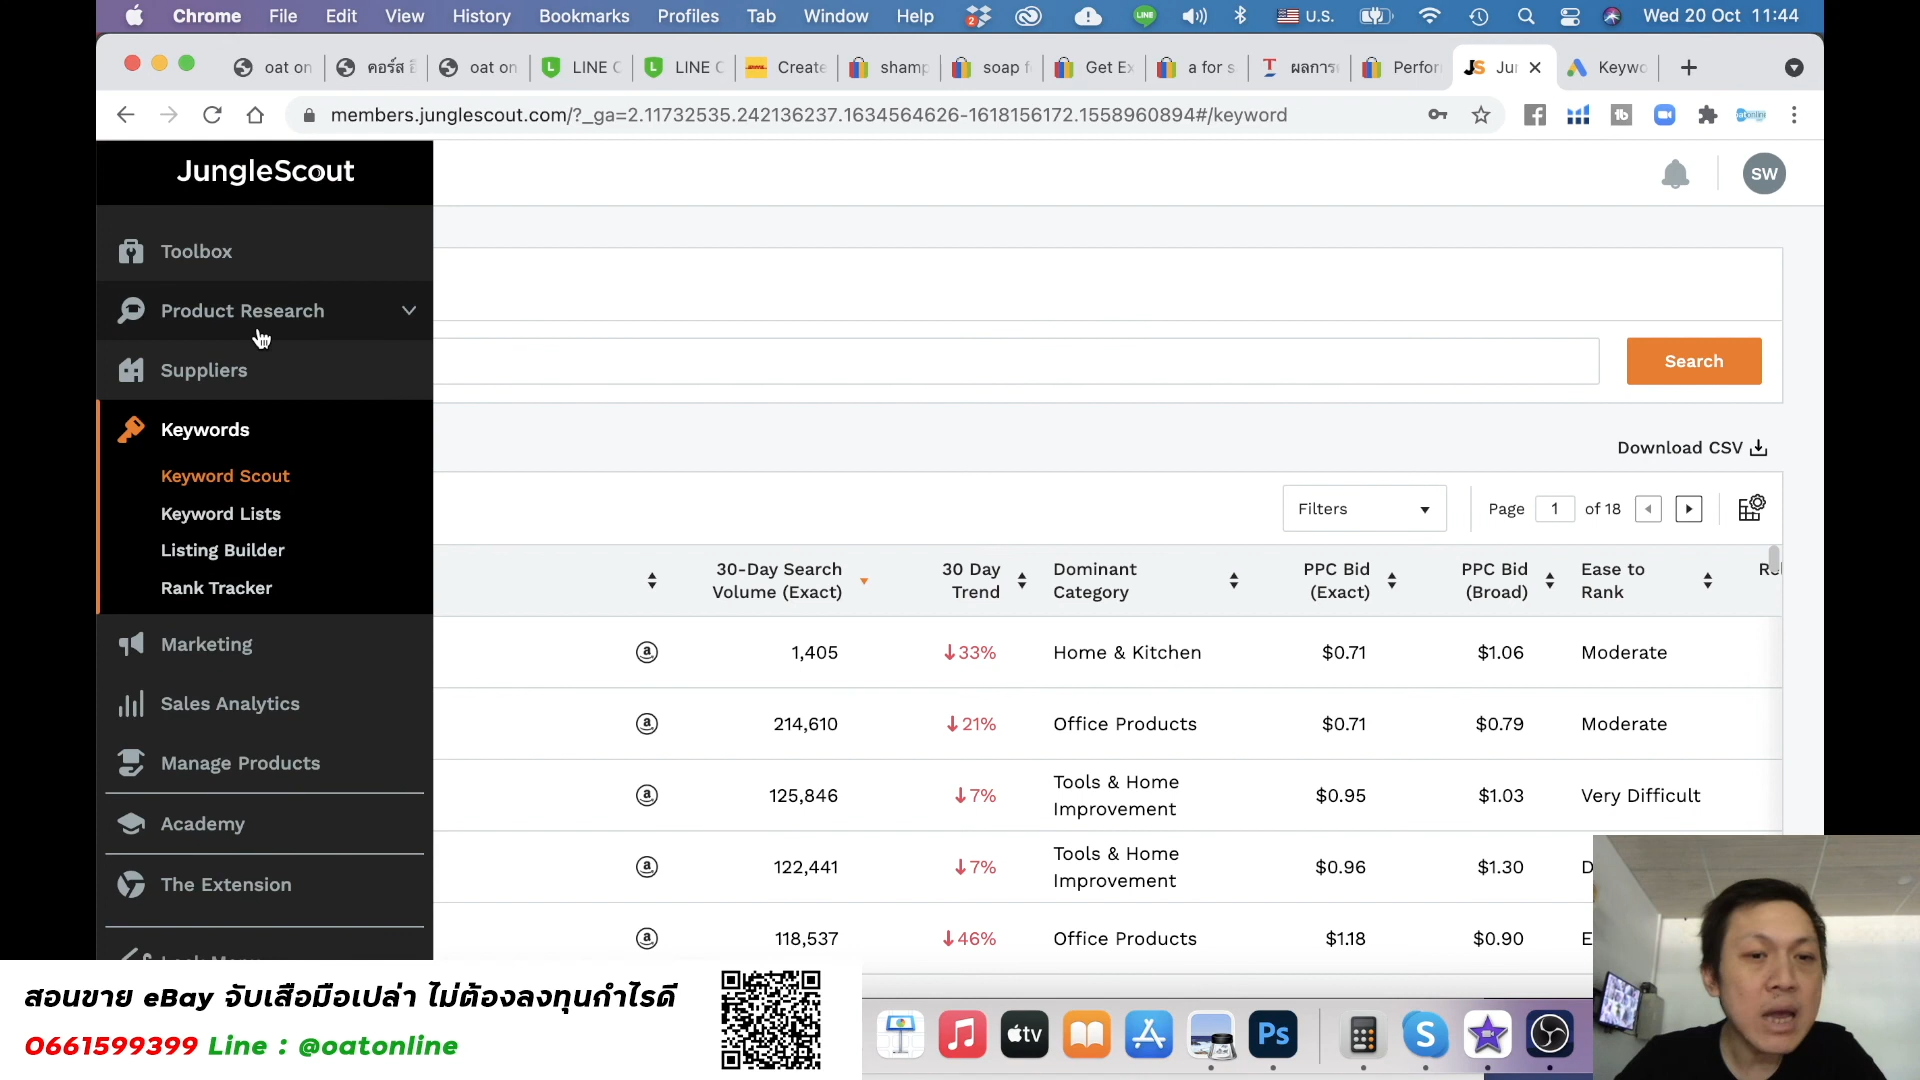 Chrome File Edit View History Bookmarks Profiles Tab Window Help 2 LINE U.S. Wed 20 Oct 11:44
oat on คอร์ส oat on LINE LINE Create shamp soap f Get Ex a for s ผลการ Perfor Ju Keywo
members.junglescout.com/?_ga=2.11732535.242136237.1634564626-1618156172.1558960894#/keyword
JungleScout
SW
Toolbox
Product Research
Suppliers
Search
Keywords
Keyword Scout
Keyword Lists
Listing Builder
Rank Tracker
Marketing
Sales Analytics
Manage Products
Academy
The Extension
Download CSV
Filters Page 1 of 18
30-Day Search Volume (Exact) 30 Day Trend Dominant Category PPC Bid (Exact) PPC Bid (Broad) Ease to Rank
1,405 33% Home & Kitchen $0.71 $1.06 Moderate
214,610 21% Office Products $0.71 $0.79 Moderate
125,846 7% Tools & Home Improvement $0.95 $1.03 Very Difficult
122,441 7% Tools & Home Improvement $0.96 $1.30 D
118,537 46% Office Products $1.18 $0.90 E
สอนขาย eBay จับเสือมือเปล่า ไม่ต้องลงทุนกำไรดี
0661599399 Line : @oatonline
tv Ps